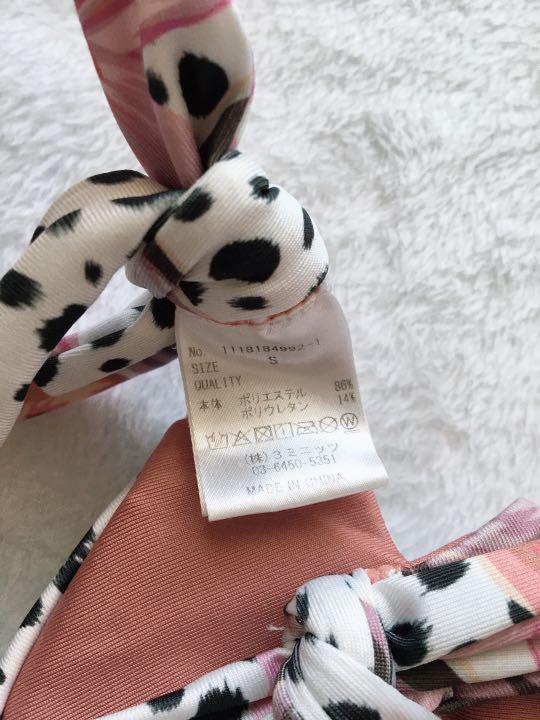 No. 1118184992-1
SIZE S
QUALITY
本体 ポリエステル 86%
ポリウレタン 14%
(株)3ミニッツ
03-6450-5351
MADE IN CHINA